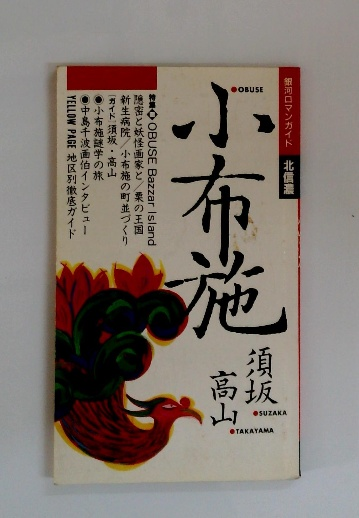 銀河ロマンガイド
北信濃
●OBUSE
小布施
須坂
高山
●SUZAKA
●TAKAYAMA
特集■OBUSE Bazzar Island
隠密と妖怪画家と／栗の王国
新生病院／小布施の町並づくり
[ガイド]須坂・高山
●小布施謎学の旅
●中島千波画伯インタビュー
YELLOW PAGE 地区別徹底ガイド